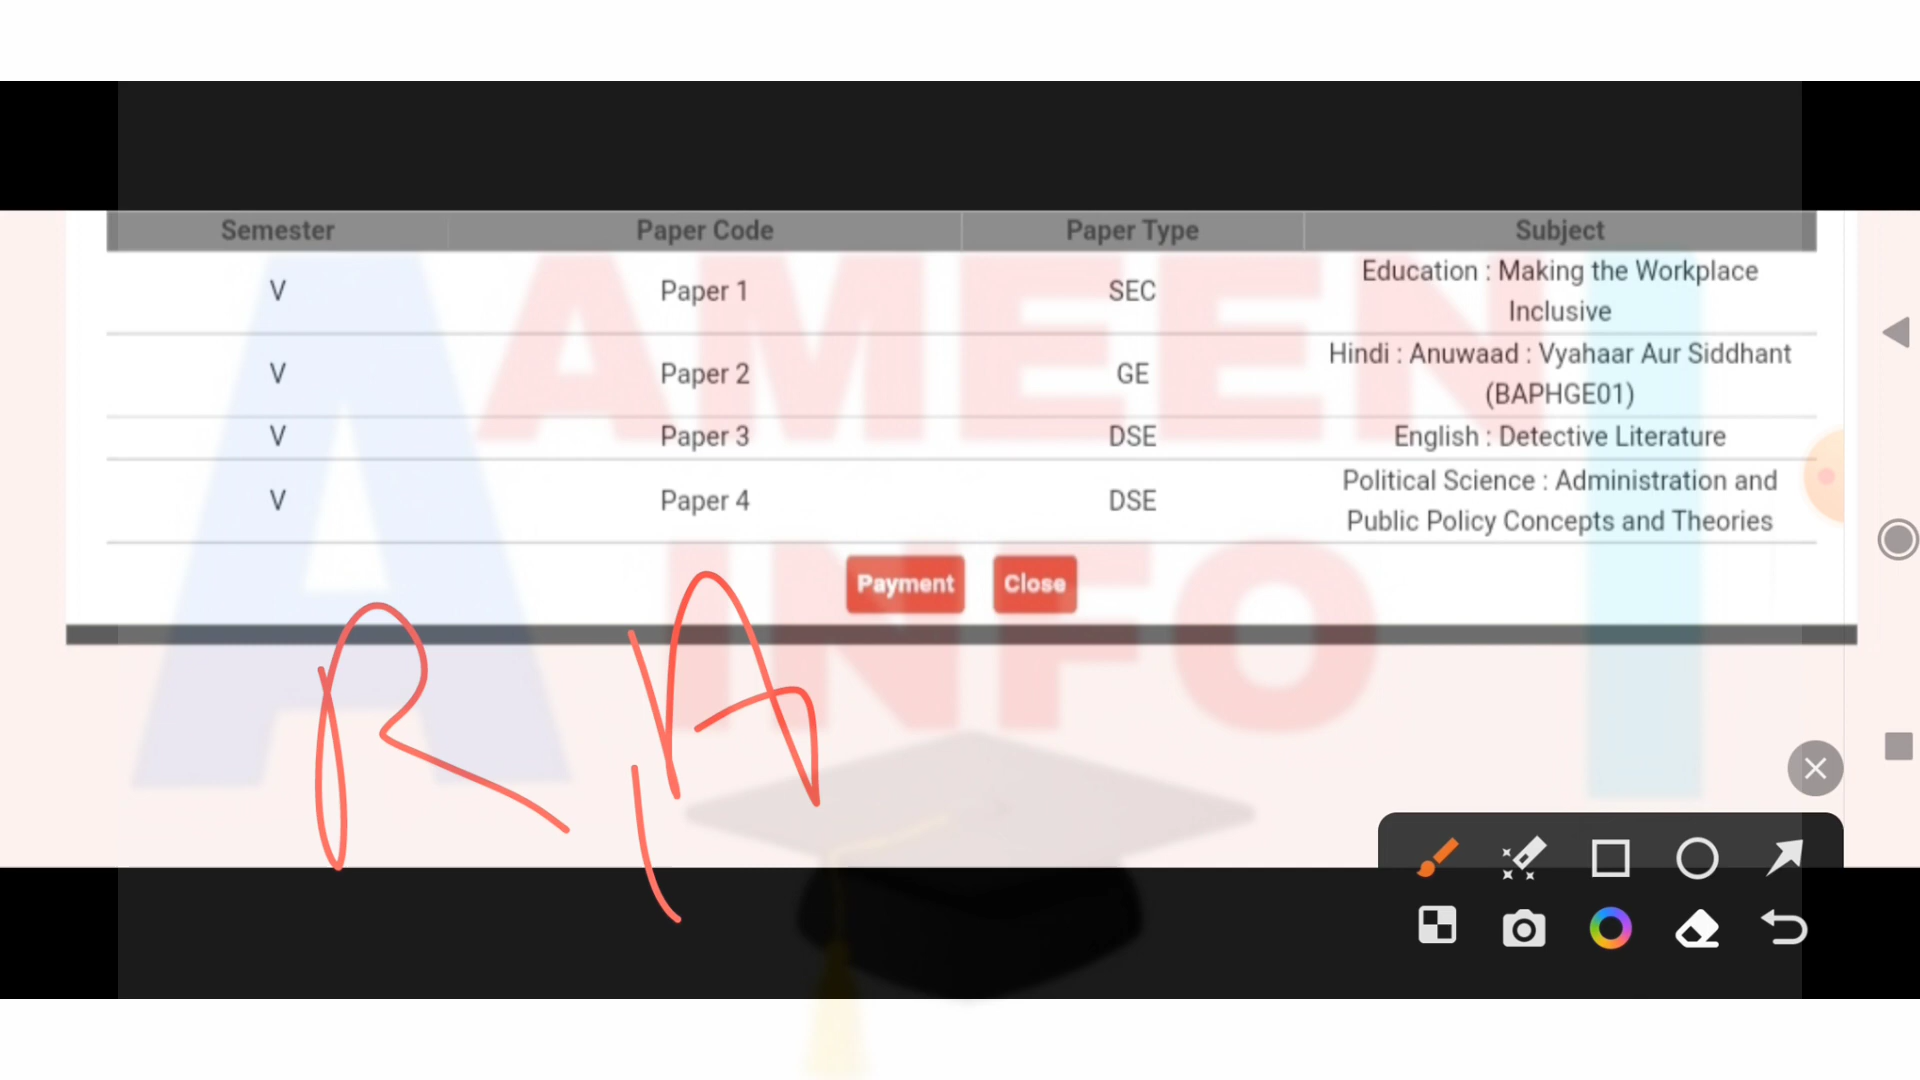 Semester Paper Code Paper Type Subject
V Paper 1 SEC Education : Making the Workplace
Inclusive
V Paper 2 GE Hindi : Anuwaad : Vyahaar Aur Siddhant
(BAPHGE01)
V Paper 3 DSE English : Detective Literature
V Paper 4 DSE Political Science : Administration and
Public Policy Concepts and Theories
Payment Close
AMEEN
INFO